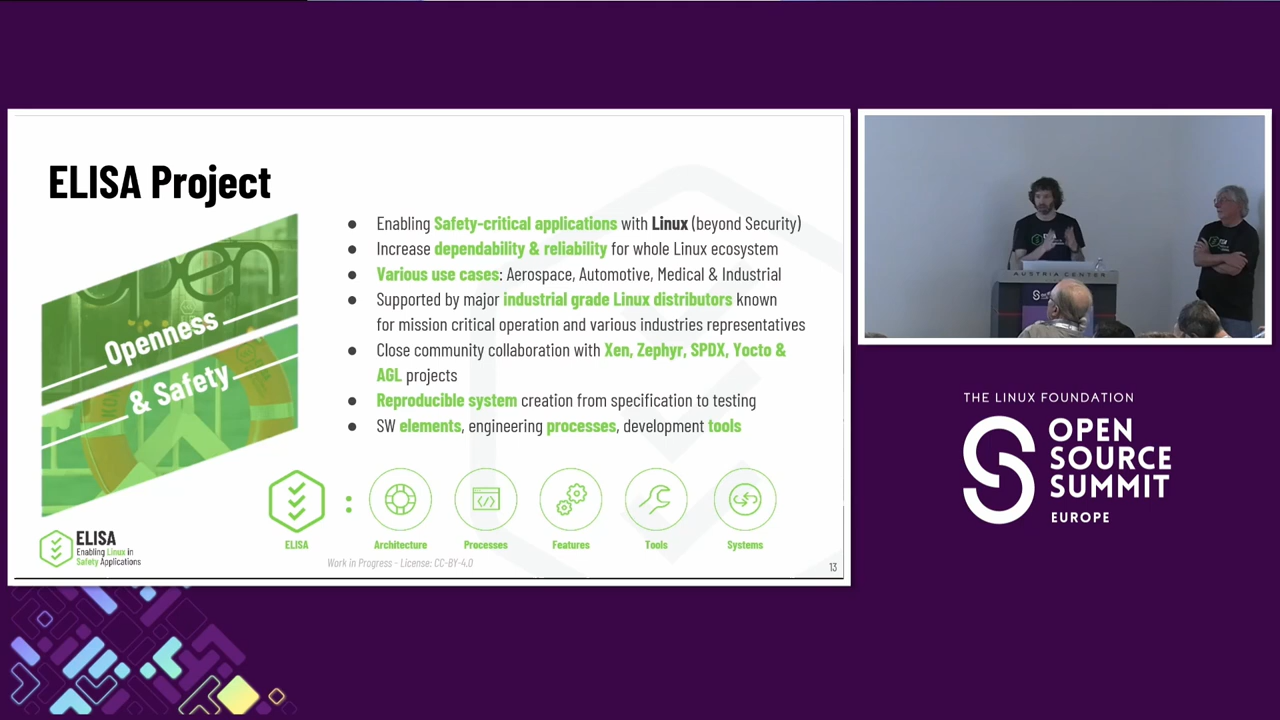 ELISA Project
Openness
& Safety
● Enabling Safety-critical applications with Linux (beyond Security)
● Increase dependability & reliability for whole Linux ecosystem
● Various use cases: Aerospace, Automotive, Medical & Industrial
● Supported by major industrial grade Linux distributors known
for mission critical operation and various industries representatives
● Close community collaboration with Xen, Zephyr, SPDX, Yocto &
AGL projects
● Reproducible system creation from specification to testing
● SW elements, engineering processes, development tools
:
ELISA
Architecture
Processes
Features
Tools
Systems
ELISA
Enabling Linux in
Safety Applications
Work in Progress - License: CC-BY-4.0
13
open
AUSTRIA CENTER
THE LINUX FOUNDATION
OPEN
SOURCE
SUMMIT
EUROPE